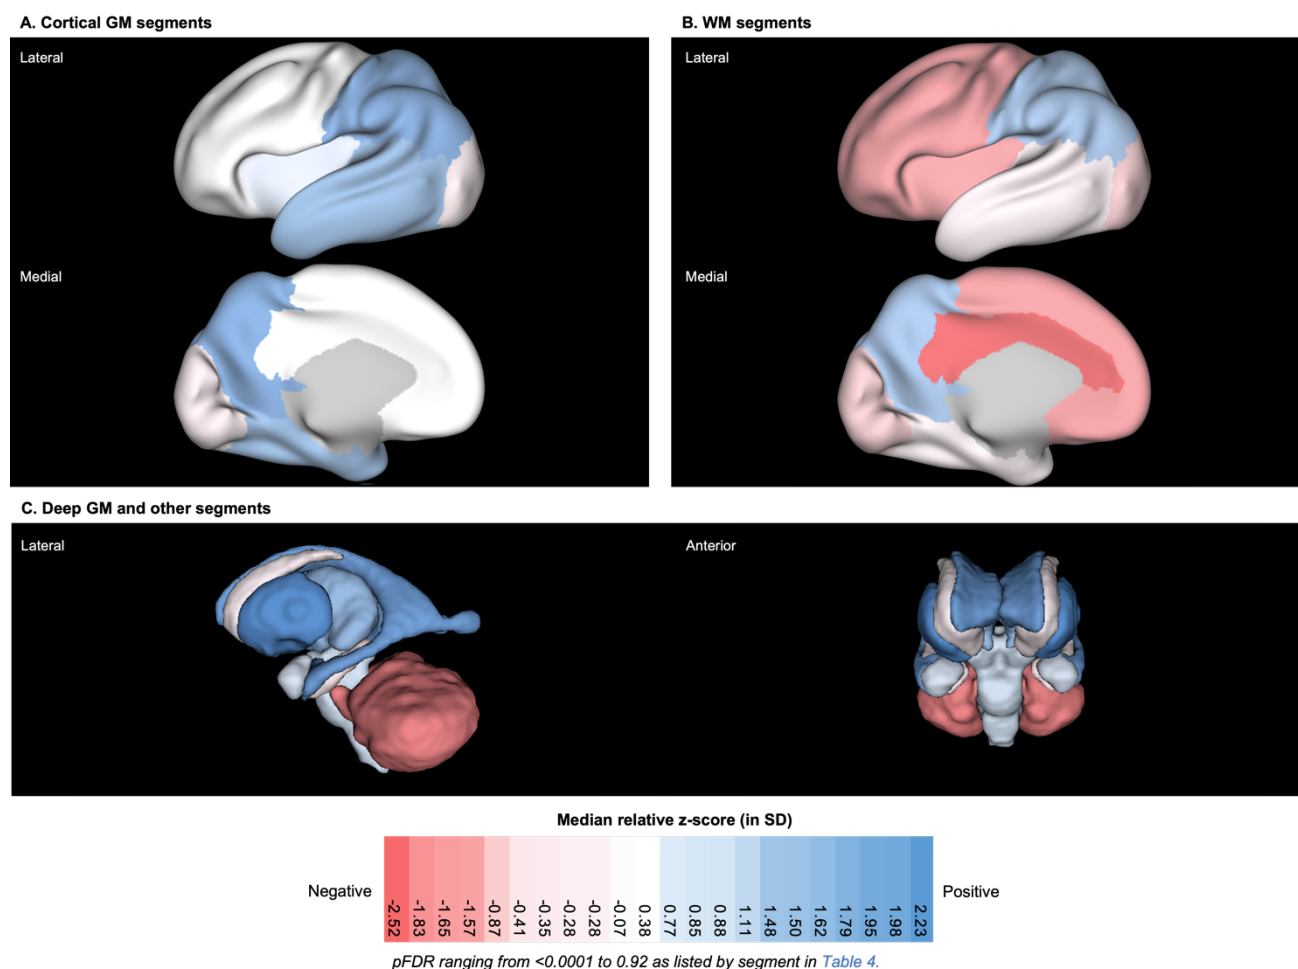 A. Cortical GM segments
B. WM segments
Lateral
Lateral
Medial
Medial
C. Deep GM and other segments
Lateral
Anterior
Median relative z-score (in SD)
Negative
-2.52
-1.83
-1.65
-1.57
-0.87
-0.41
-0.35
-0.28
-0.28
-0.07
0.38
0.77
0.85
0.88
1.11
1.48
1.50
1.62
1.79
1.95
1.98
2.23
Positive
pFDR ranging from <0.0001 to 0.92 as listed by segment in Table 4.